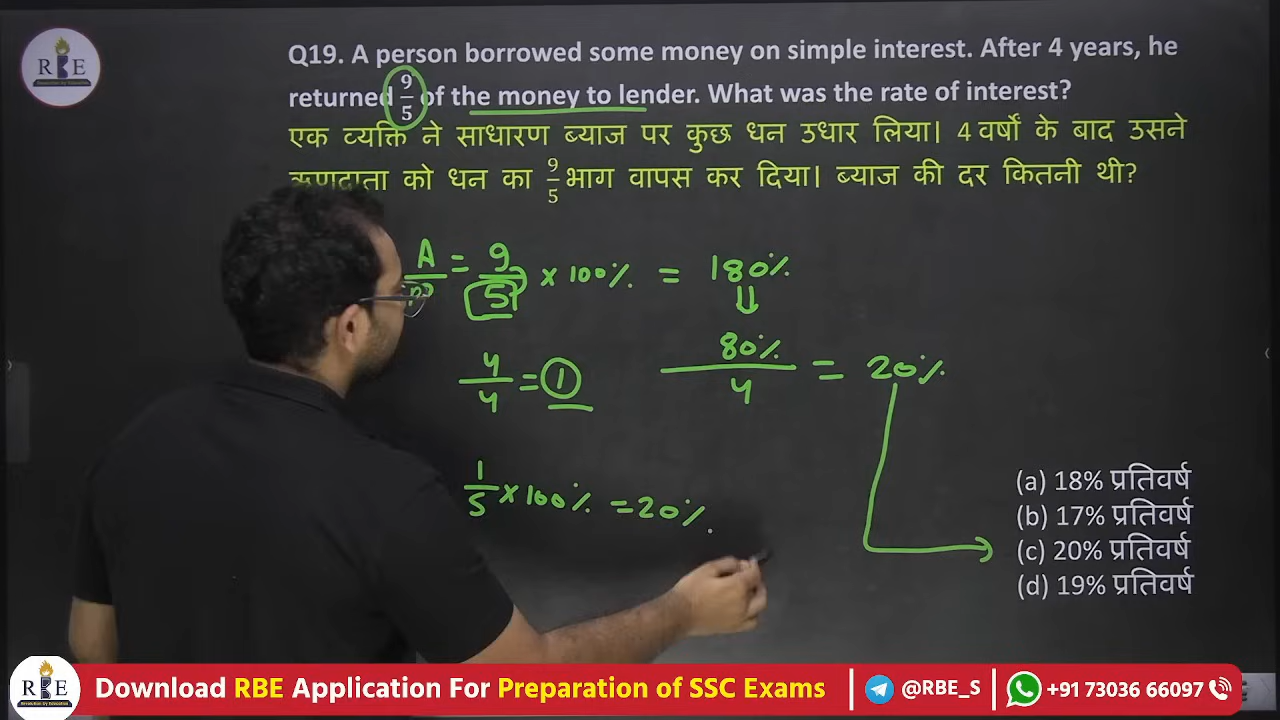 RBE
Q19. A person borrowed some money on simple interest. After 4 years, he
returned 9/5 of the money to lender. What was the rate of interest?
एक व्यक्ति ने साधारण ब्याज पर कुछ धन उधार लिया। 4 वर्षों के बाद उसने
ऋणदाता को धन का 9/5 भाग वापस कर दिया। ब्याज की दर कितनी थी?
A = 9/5 × 100% = 180%
4/4 = 1
80%/4 = 20%
1/5 × 100% = 20%
(a) 18% प्रतिवर्ष
(b) 17% प्रतिवर्ष
(c) 20% प्रतिवर्ष
(d) 19% प्रतिवर्ष
RBE
Download RBE Application For Preparation of SSC Exams
@RBE_S
+91 73036 66097